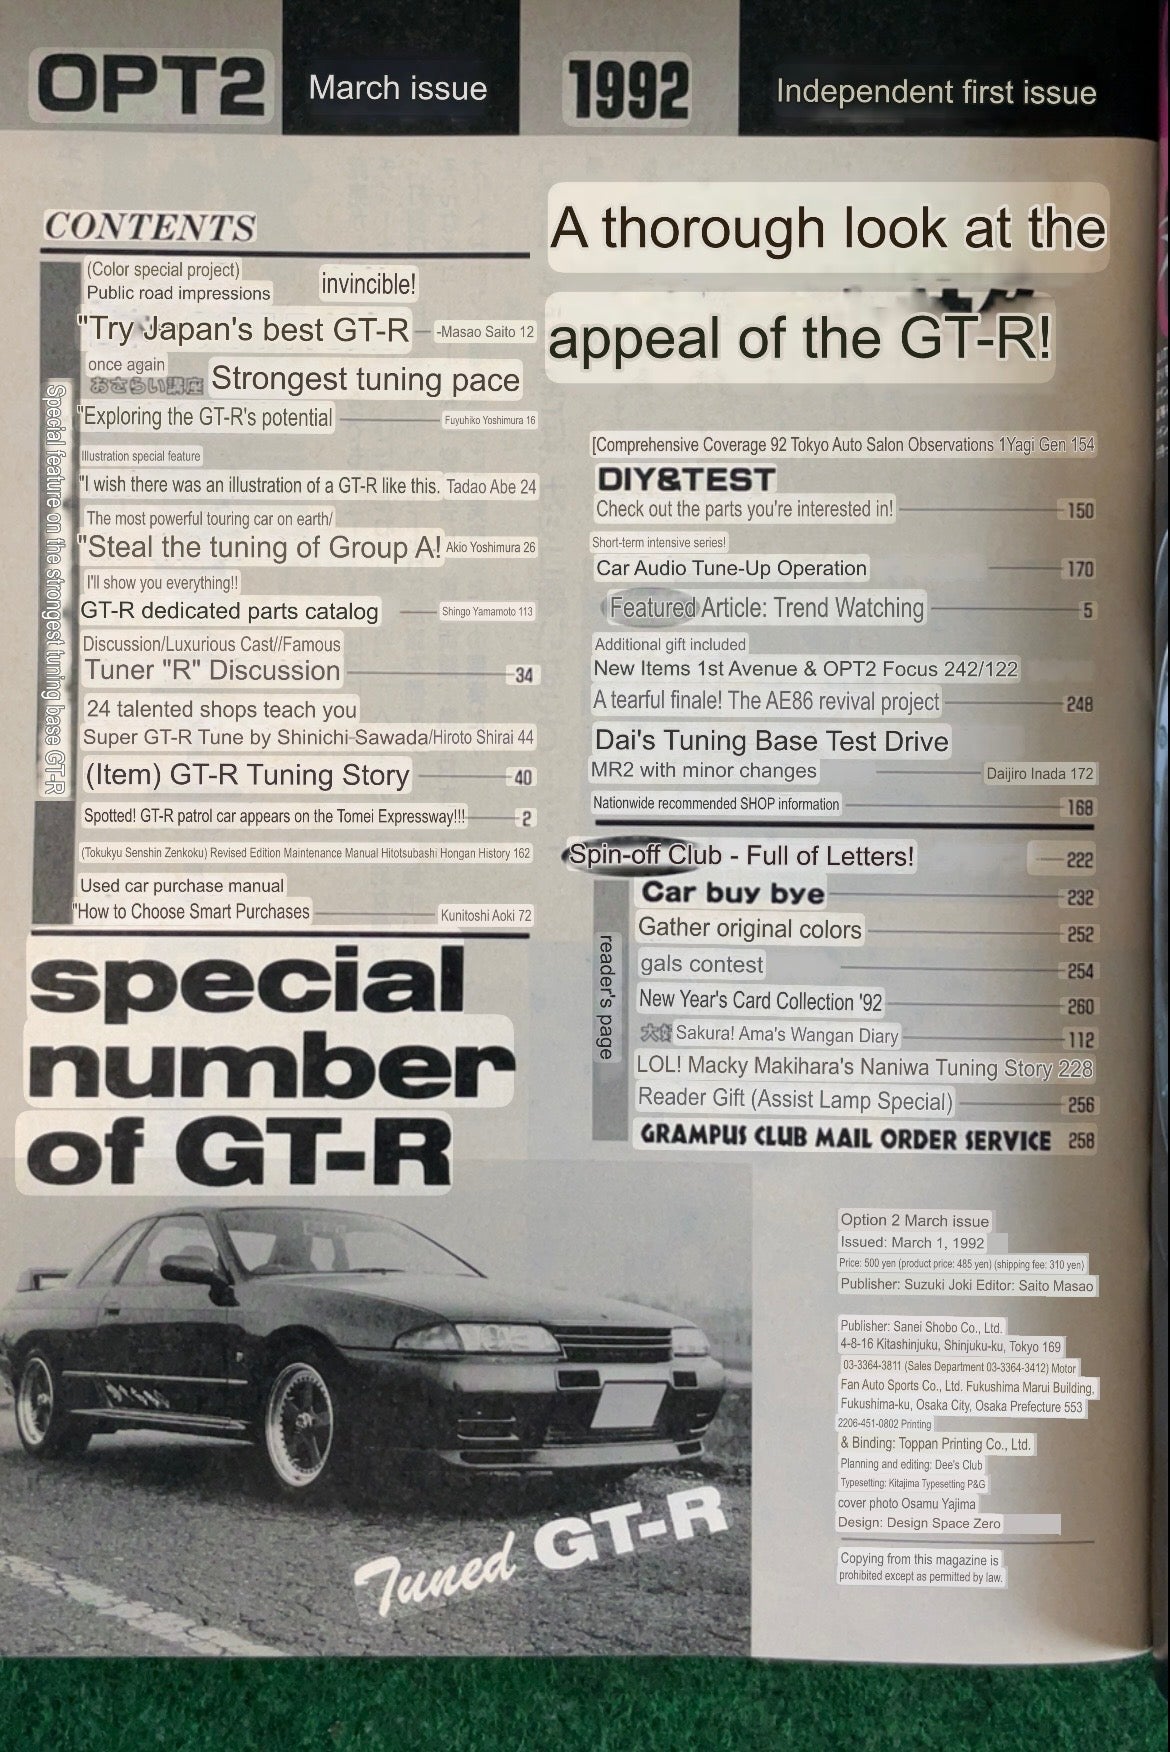 OPT2
March issue
1992
Independent first issue
CONTENTS
(Color special project)
Public road impressions
invincible!
"Try Japan's best GT-R
-Masao Saito 12
once again
おさらい講座
Strongest tuning pace
"Exploring the GT-R's potential
Fuyuhiko Yoshimura 16
Illustration special feature
"I wish there was an illustration of a GT-R like this. Tadao Abe 24
The most powerful touring car on earth/
"Steal the tuning of Group A! Akio Yoshimura 26
I'll show you everything!!
GT-R dedicated parts catalog
Shingo Yamamoto 113
Discussion/Luxurious Cast//Famous
Tuner "R" Discussion
34
24 talented shops teach you
Super GT-R Tune by Shinichi Sawada/Hiroto Shirai 44
(Item) GT-R Tuning Story
40
Spotted! GT-R patrol car appears on the Tomei Expressway!!!
2
(Tokukyu Senshin Zenkoku) Revised Edition Maintenance Manual Hitotsubashi Hongan History 162
Used car purchase manual
"How to Choose Smart Purchases
Kunitoshi Aoki 72
Special feature on the strongest tuning base GT-R
special
number
of GT-R
A thorough look at the
appeal of the GT-R!
[Comprehensive Coverage 92 Tokyo Auto Salon Observations 1Yagi Gen 154
DIY&TEST
Check out the parts you're interested in!
150
Short-term intensive series!
Car Audio Tune-Up Operation
170
Featured Article: Trend Watching
5
Additional gift included
New Items 1st Avenue & OPT2 Focus 242/122
A tearful finale! The AE86 revival project
248
Dai's Tuning Base Test Drive
MR2 with minor changes
Daijiro Inada 172
Nationwide recommended SHOP information
168
Spin-off Club - Full of Letters!
222
reader's page
Car buy bye
232
Gather original colors
252
gals contest
254
New Year's Card Collection '92
260
Sakura! Ama's Wangan Diary
112
LOL! Macky Makihara's Naniwa Tuning Story 228
Reader Gift (Assist Lamp Special)
256
GRAMPUS CLUB MAIL ORDER SERVICE 258
Option 2 March issue
Issued: March 1, 1992
Price: 500 yen (product price: 485 yen) (shipping fee: 310 yen)
Publisher: Suzuki Joki Editor: Saito Masao
Publisher: Sanei Shobo Co., Ltd.
4-8-16 Kitashinjuku, Shinjuku-ku, Tokyo 169
03-3364-3811 (Sales Department 03-3364-3412) Motor
Fan Auto Sports Co., Ltd. Fukushima Marui Building,
Fukushima-ku, Osaka City, Osaka Prefecture 553
2206-451-0802 Printing
& Binding: Toppan Printing Co., Ltd.
Planning and editing: Dee's Club
Typesetting: Kitajima Typesetting P&G
cover photo Osamu Yajima
Design: Design Space Zero
Copying from this magazine is
prohibited except as permitted by law.
Tuned GT-R